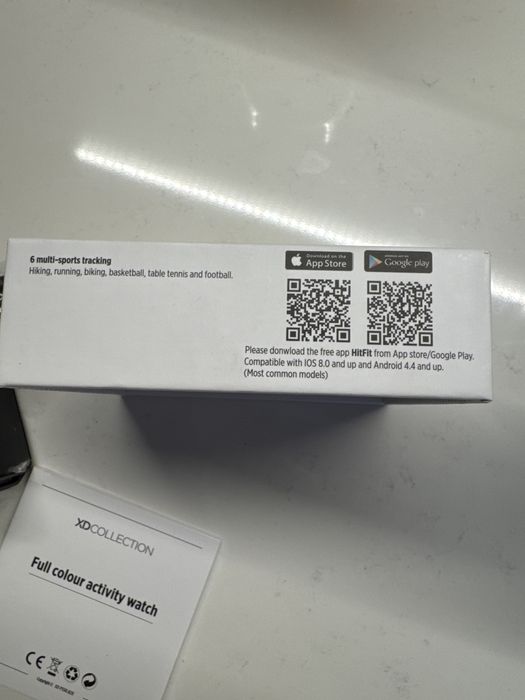 6 multi-sports tracking
Hiking, running, biking, basketball, table tennis and football.
Download on the
App Store
Google play
Please donwload the free app HitFit from App store/Google Play.
Compatible with IOS 8.0 and up and Android 4.4 and up.
(Most common models)
XDCOLLECTION
Full colour activity watch
CE